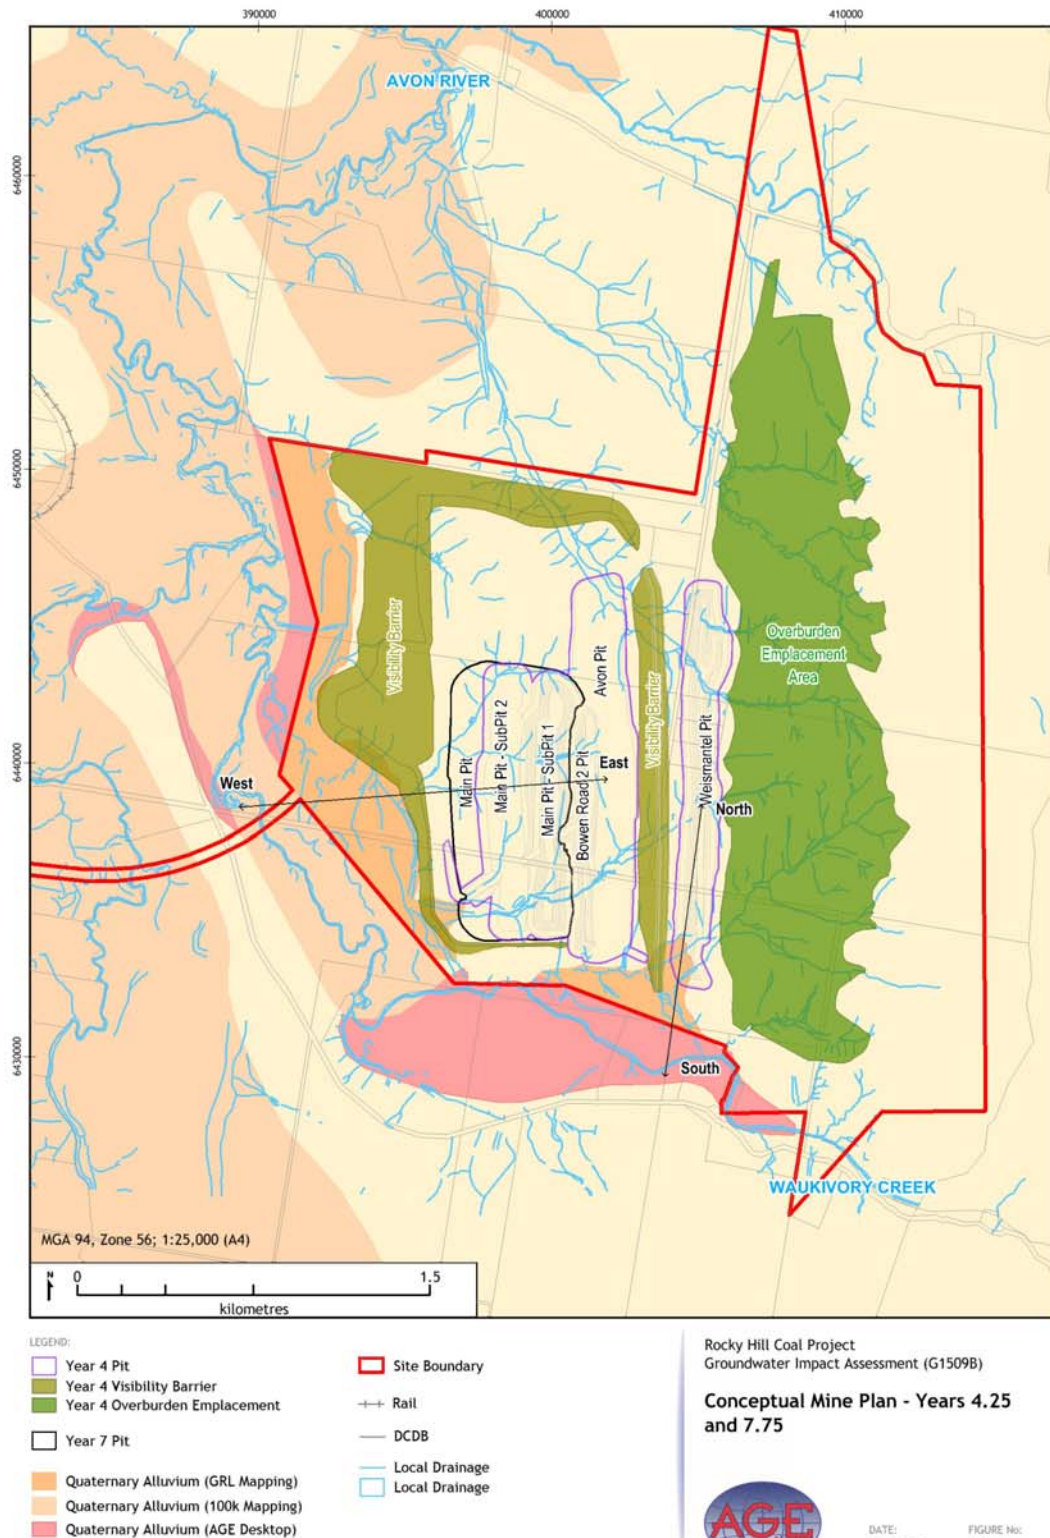 390000
400000
410000
6460000
6450000
6440000
6430000
AVON RIVER
Visibility Barrier
Overburden
Emplacement
Area
Avon Pit
Visibility Barrier
Weismantel Pit
Main Pit
Main Pit - SubPit 2
Main Pit - SubPit 1
Bowen Road 2 Pit
East
West
North
South
WAUKIVORY CREEK
MGA 94, Zone 56; 1:25,000 (A4)
N
0
1.5
kilometres
LEGEND:
Year 4 Pit
Year 4 Visibility Barrier
Year 4 Overburden Emplacement
Year 7 Pit
Quaternary Alluvium (GRL Mapping)
Quaternary Alluvium (100k Mapping)
Quaternary Alluvium (AGE Desktop)
Site Boundary
Rail
DCDB
Local Drainage
Local Drainage
Rocky Hill Coal Project
Groundwater Impact Assessment (G1509B)
Conceptual Mine Plan - Years 4.25
and 7.75
AGE
DATE:
FIGURE No: